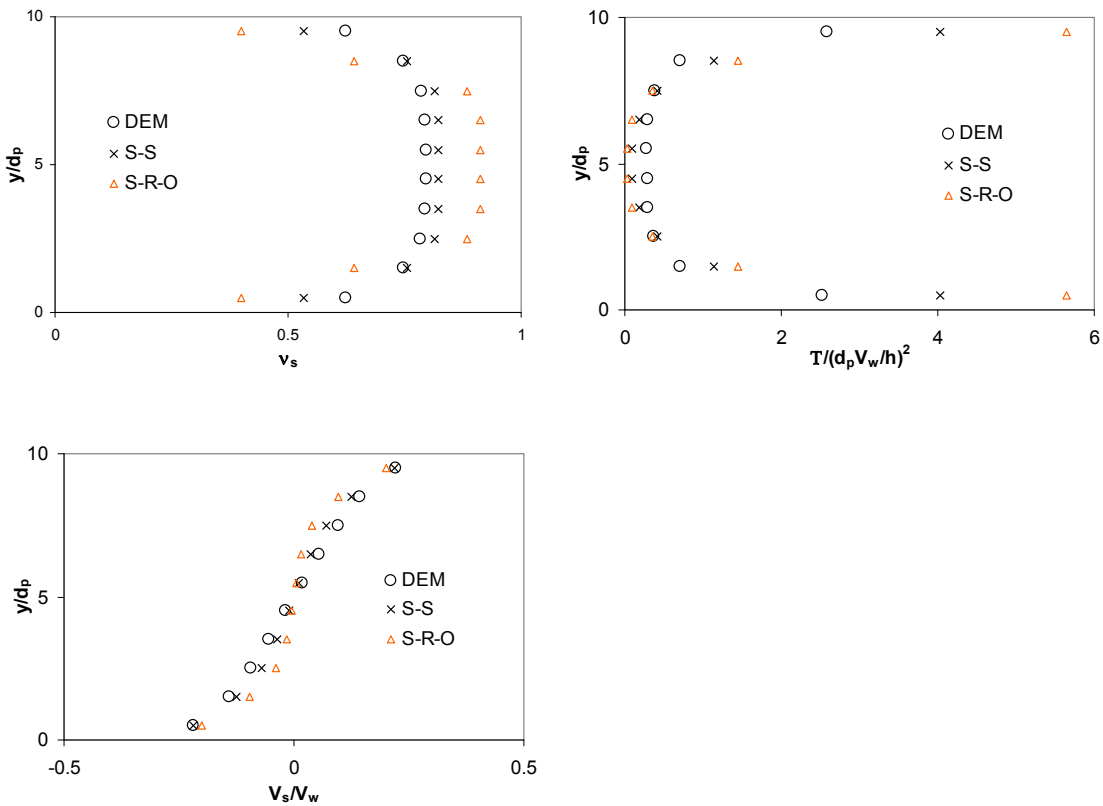 10
y/dp
5
0
DEM
S-S
S-R-O
0
0.5
1
νs
10
y/dp
5
0
DEM
S-S
S-R-O
0
2
4
6
T/(dpVw/h)²
10
y/dp
5
0
DEM
S-S
S-R-O
-0.5
0
0.5
Vs/Vw